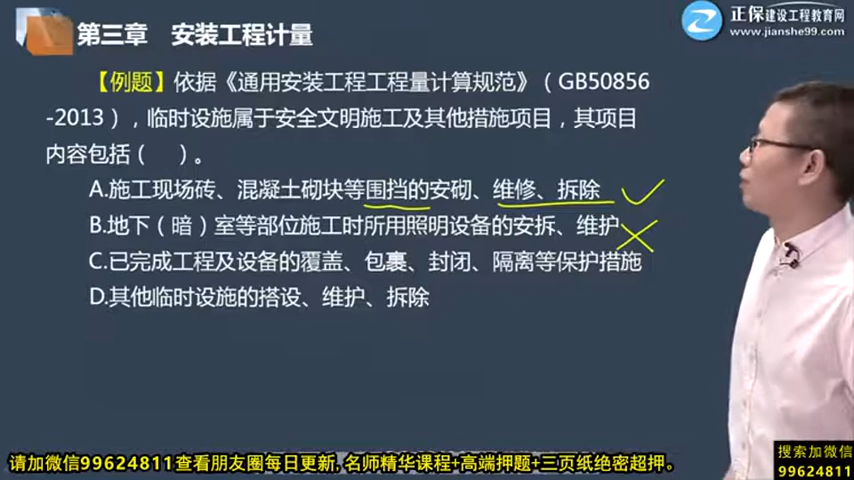 第三章 安装工程计量
正保建设工程教育网
www.jianshe99.com
【例题】依据《通用安装工程工程量计算规范》（GB50856
-2013），临时设施属于安全文明施工及其他措施项目，其项目
内容包括（ ）。
A.施工现场砖、混凝土砌块等围挡的安砌、维修、拆除
B.地下（暗）室等部位施工时所用照明设备的安拆、维护
C.已完成工程及设备的覆盖、包裹、封闭、隔离等保护措施
D.其他临时设施的搭设、维护、拆除
请加微信99624811查看朋友圈每日更新,名师精华课程+高端押题+三页纸绝密超押。
搜索加微信
99624811